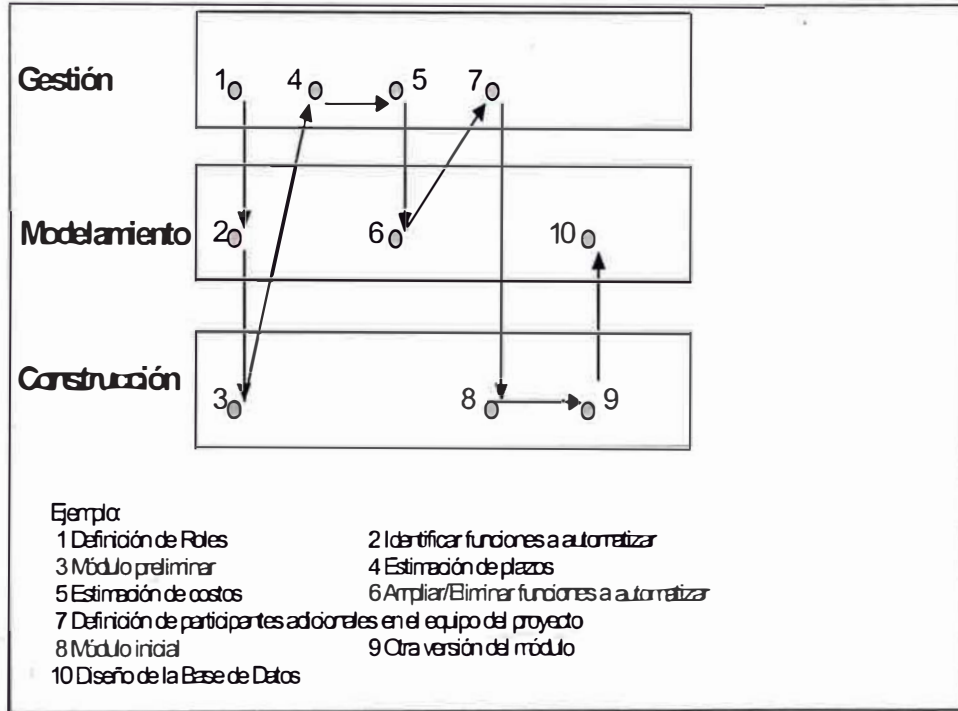 Gestión
1 4 5 7
Modelamiento
2 6 10
Construcción
3 8 9
Ejemplo:
1 Definición de Roles 2 Identificar funciones a automatizar
3 Módulo preliminar 4 Estimación de plazos
5 Estimación de costos 6 Ampliar/Eliminar funciones a automatizar
7 Definición de participantes adicionales en el equipo del proyecto
8 Módulo inicial 9 Otra versión del módulo
10 Diseño de la Base de Datos